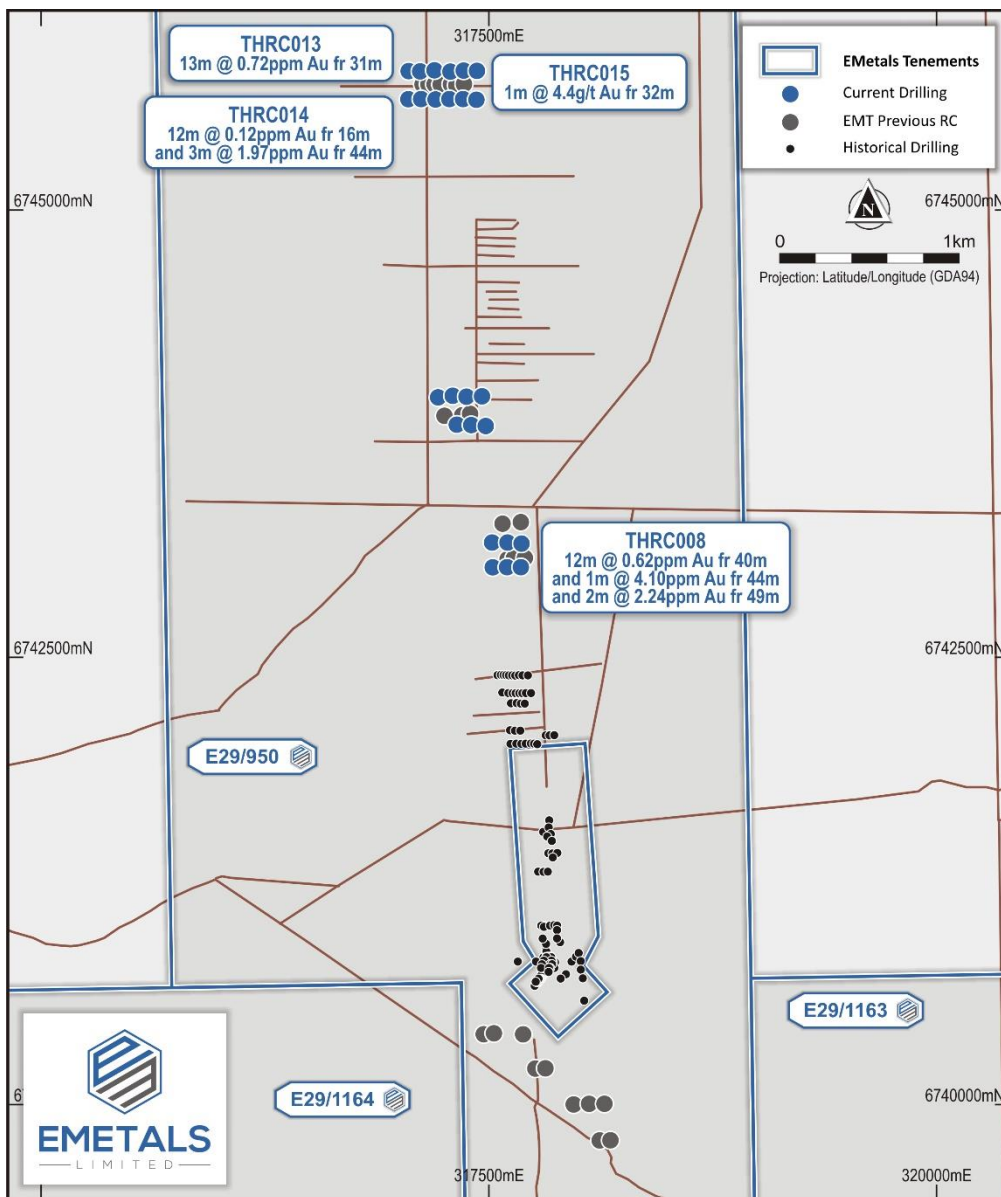 317500mE
THRC013
13m @ 0.72ppm Au fr 31m
THRC015
1m @ 4.4g/t Au fr 32m
THRC014
12m @ 0.12ppm Au fr 16m
and 3m @ 1.97ppm Au fr 44m
EMetals Tenements
Current Drilling
EMT Previous RC
Historical Drilling
6745000mN
6745000mN
N
0 1km
Projection: Latitude/Longitude (GDA94)
THRC008
12m @ 0.62ppm Au fr 40m
and 1m @ 4.10ppm Au fr 44m
and 2m @ 2.24ppm Au fr 49m
6742500mN
6742500mN
E29/950
E29/1163
E29/1164
EMETALS
LIMITED
67
6740000mN
317500mE
320000mE